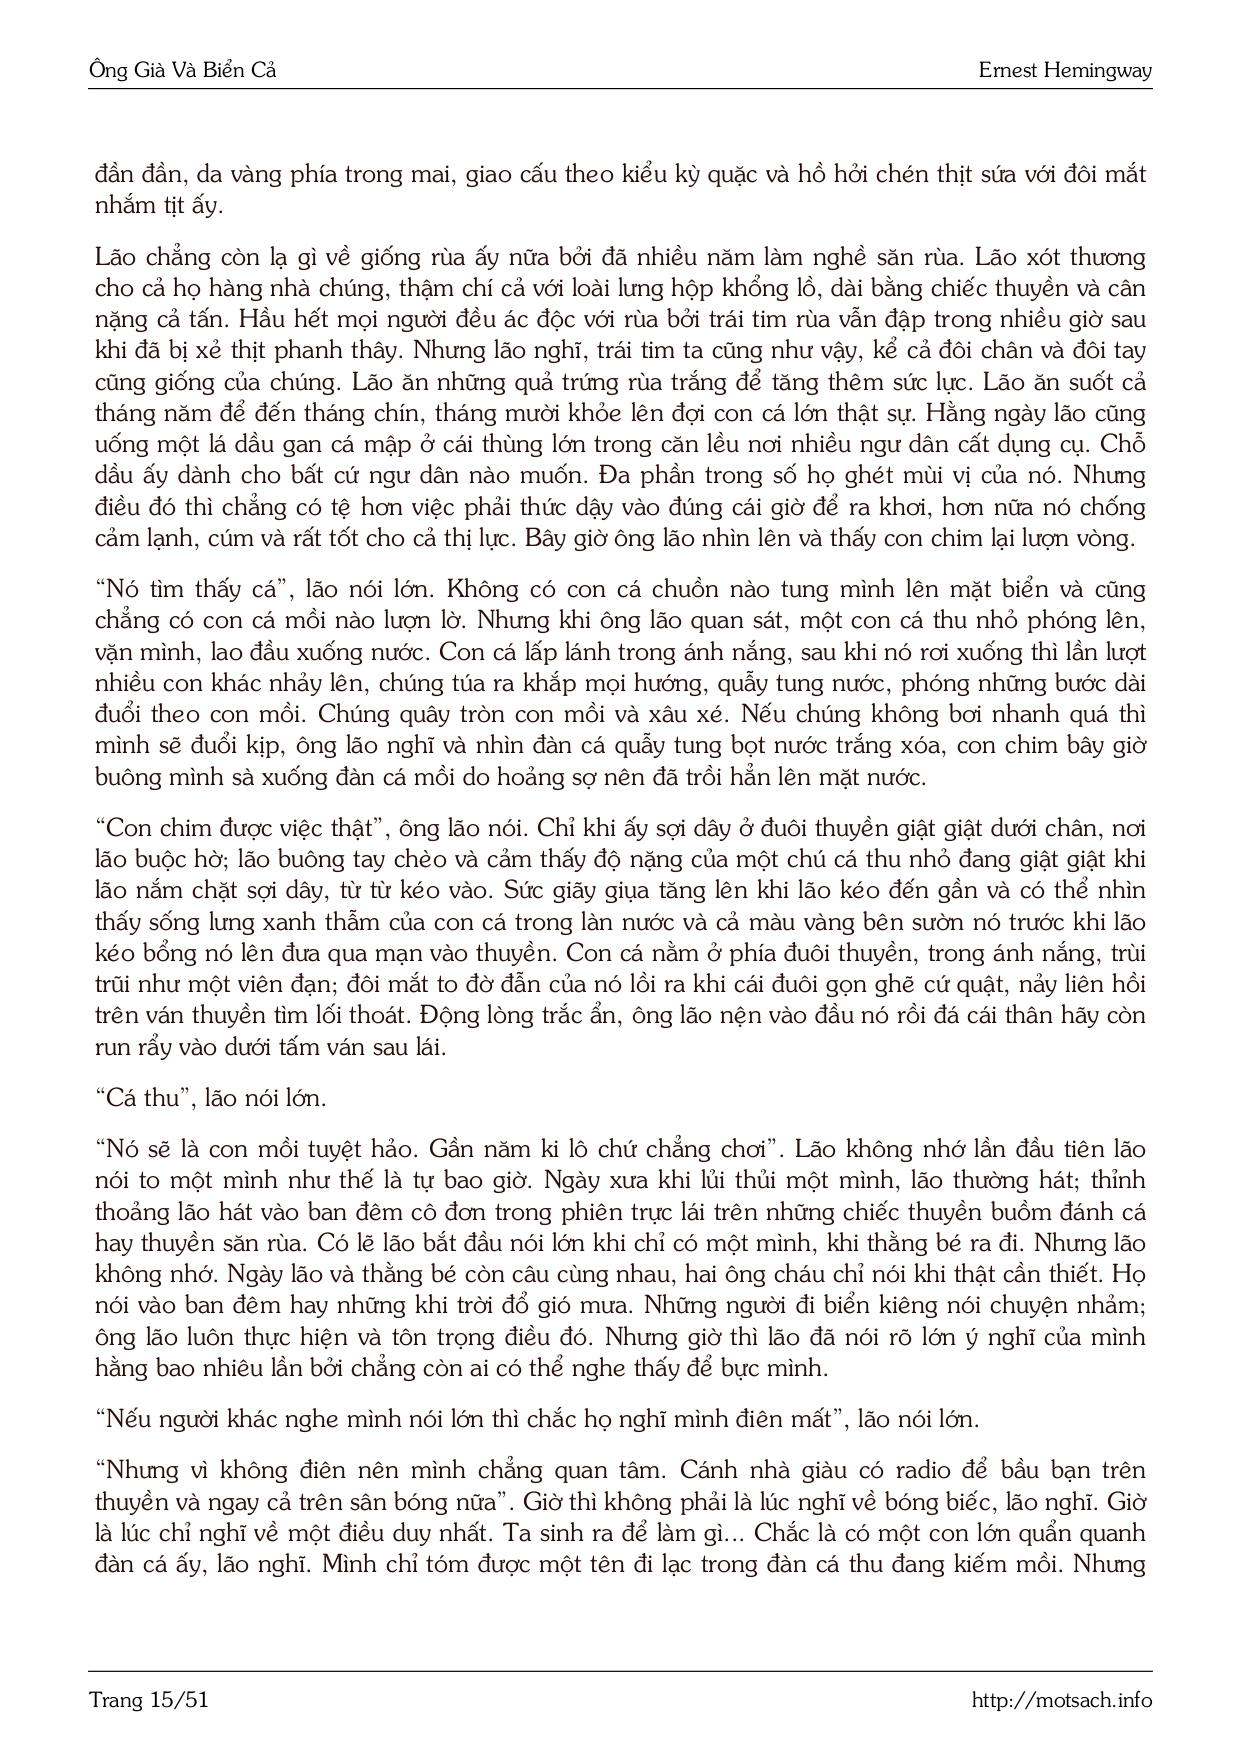 Ông Già Và Biển Cả
Ernest Hemingway
đần đần, da vàng phía trong mai, giao cấu theo kiểu kỳ quặc và hồ hởi chén thịt sứa với đôi mắt
nhắm tịt ấy.
Lão chẳng còn lạ gì về giống rùa ấy nữa bởi đã nhiều năm làm nghề săn rùa. Lão xót thương
cho cả họ hàng nhà chúng, thậm chí cả với loài lưng hộp khổng lồ, dài bằng chiếc thuyền và cân
nặng cả tấn. Hầu hết mọi người đều ác độc với rùa bởi trái tim rùa vẫn đập trong nhiều giờ sau
khi đã bị xẻ thịt phanh thây. Nhưng lão nghĩ, trái tim ta cũng như vậy, kể cả đôi chân và đôi tay
cũng giống của chúng. Lão ăn những quả trứng rùa trắng để tăng thêm sức lực. Lão ăn suốt cả
tháng năm để đến tháng chín, tháng mười khỏe lên đợi con cá lớn thật sự. Hằng ngày lão cũng
uống một lá dầu gan cá mập ở cái thùng lớn trong căn lều nơi nhiều ngư dân cất dụng cụ. Chỗ
dầu ấy dành cho bất cứ ngư dân nào muốn. Đa phần trong số họ ghét mùi vị của nó. Nhưng
điều đó thì chẳng có tệ hơn việc phải thức dậy vào đúng cái giờ để ra khơi, hơn nữa nó chống
cảm lạnh, cúm và rất tốt cho cả thị lực. Bây giờ ông lão nhìn lên và thấy con chim lại lượn vòng.
“Nó tìm thấy cá”, lão nói lớn. Không có con cá chuồn nào tung mình lên mặt biển và cũng
chẳng có con cá mồi nào lượn lờ. Nhưng khi ông lão quan sát, một con cá thu nhỏ phóng lên,
vặn mình, lao đầu xuống nước. Con cá lấp lánh trong ánh nắng, sau khi nó rơi xuống thì lần lượt
nhiều con khác nhảy lên, chúng túa ra khắp mọi hướng, quẫy tung nước, phóng những bước dài
đuổi theo con mồi. Chúng quây tròn con mồi và xâu xé. Nếu chúng không bơi nhanh quá thì
mình sẽ đuổi kịp, ông lão nghĩ và nhìn đàn cá quẫy tung bọt nước trắng xóa, con chim bây giờ
buông mình sà xuống đàn cá mồi do hoảng sợ nên đã trồi hẳn lên mặt nước.
“Con chim được việc thật”, ông lão nói. Chỉ khi ấy sợi dây ở đuôi thuyền giật giật dưới chân, nơi
lão buộc hờ; lão buông tay chèo và cảm thấy độ nặng của một chú cá thu nhỏ đang giật giật khi
lão nắm chặt sợi dây, từ từ kéo vào. Sức giãy giụa tăng lên khi lão kéo đến gần và có thể nhìn
thấy sống lưng xanh thẫm của con cá trong làn nước và cả màu vàng bên sườn nó trước khi lão
kéo bổng nó lên đưa qua mạn vào thuyền. Con cá nằm ở phía đuôi thuyền, trong ánh nắng, trùi
trũi như một viên đạn; đôi mắt to đờ đẫn của nó lồi ra khi cái đuôi gọn ghẽ cứ quật, nảy liên hồi
trên ván thuyền tìm lối thoát. Động lòng trắc ẩn, ông lão nện vào đầu nó rồi đá cái thân hãy còn
run rẩy vào dưới tấm ván sau lái.
“Cá thu”, lão nói lớn.
“Nó sẽ là con mồi tuyệt hảo. Gần năm ki lô chứ chẳng chơi”. Lão không nhớ lần đầu tiên lão
nói to một mình như thế là tự bao giờ. Ngày xưa khi lủi thủi một mình, lão thường hát; thỉnh
thoảng lão hát vào ban đêm cô đơn trong phiên trực lái trên những chiếc thuyền buồm đánh cá
hay thuyền săn rùa. Có lẽ lão bắt đầu nói lớn khi chỉ có một mình, khi thằng bé ra đi. Nhưng lão
không nhớ. Ngày lão và thằng bé còn câu cùng nhau, hai ông cháu chỉ nói khi thật cần thiết. Họ
nói vào ban đêm hay những khi trời đổ gió mưa. Những người đi biển kiêng nói chuyện nhảm;
ông lão luôn thực hiện và tôn trọng điều đó. Nhưng giờ thì lão đã nói rõ lớn ý nghĩ của mình
hằng bao nhiêu lần bởi chẳng còn ai có thể nghe thấy để bực mình.
“Nếu người khác nghe mình nói lớn thì chắc họ nghĩ mình điên mất”, lão nói lớn.
“Nhưng vì không điên nên mình chẳng quan tâm. Cánh nhà giàu có radio để bầu bạn trên
thuyền và ngay cả trên sân bóng nữa”. Giờ thì không phải là lúc nghĩ về bóng biếc, lão nghĩ. Giờ
là lúc chỉ nghĩ về một điều duy nhất. Ta sinh ra để làm gì... Chắc là có một con lớn quẩn quanh
đàn cá ấy, lão nghĩ. Mình chỉ tóm được một tên đi lạc trong đàn cá thu đang kiếm mồi. Nhưng
Trang 15/51
http://motsach.info